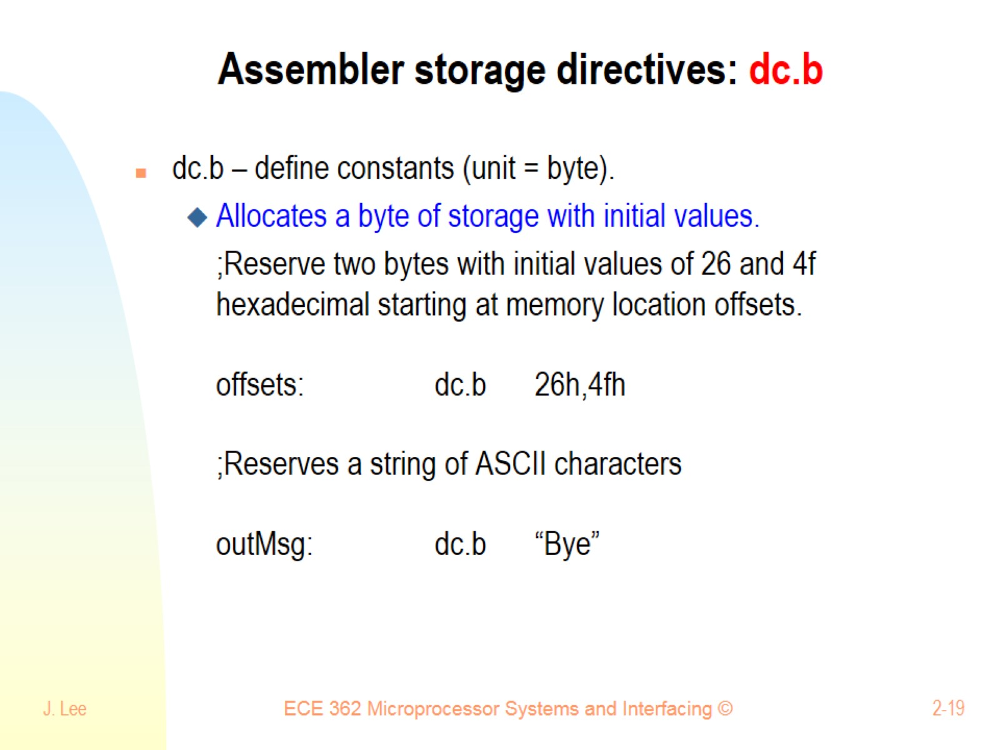 Assembler storage directives: dc.b
dc.b – define constants (unit = byte).
Allocates a byte of storage with initial values.
;Reserve two bytes with initial values of 26 and 4f
hexadecimal starting at memory location offsets.
offsets: dc.b 26h,4fh
;Reserves a string of ASCII characters
outMsg: dc.b “Bye”
J. Lee ECE 362 Microprocessor Systems and Interfacing © 2-19